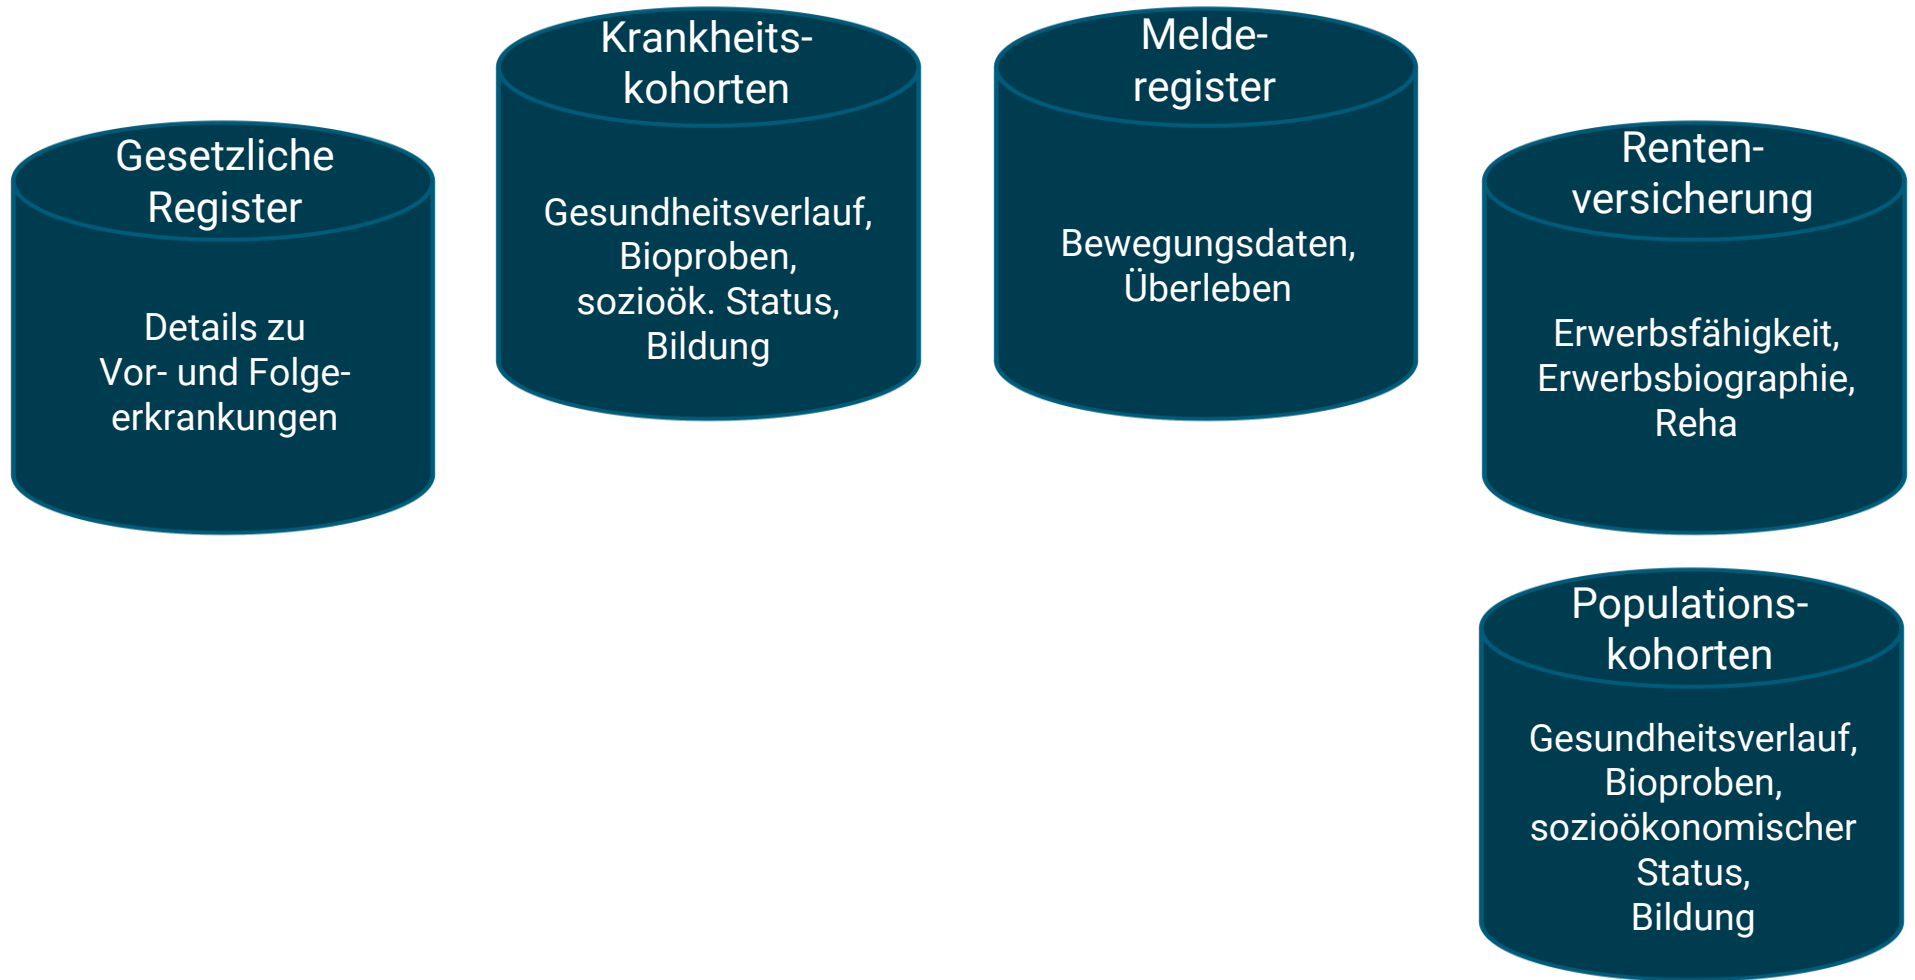 Gesetzliche
Register
Details zu
Vor- und Folge-
erkrankungen
Krankheits-
kohorten
Gesundheitsverlauf,
Bioproben,
sozioök. Status,
Bildung
Melde-
register
Bewegungsdaten,
Überleben
Renten-
versicherung
Erwerbsfähigkeit,
Erwerbsbiographie,
Reha
Populations-
kohorten
Gesundheitsverlauf,
Bioproben,
sozioökonomischer
Status,
Bildung